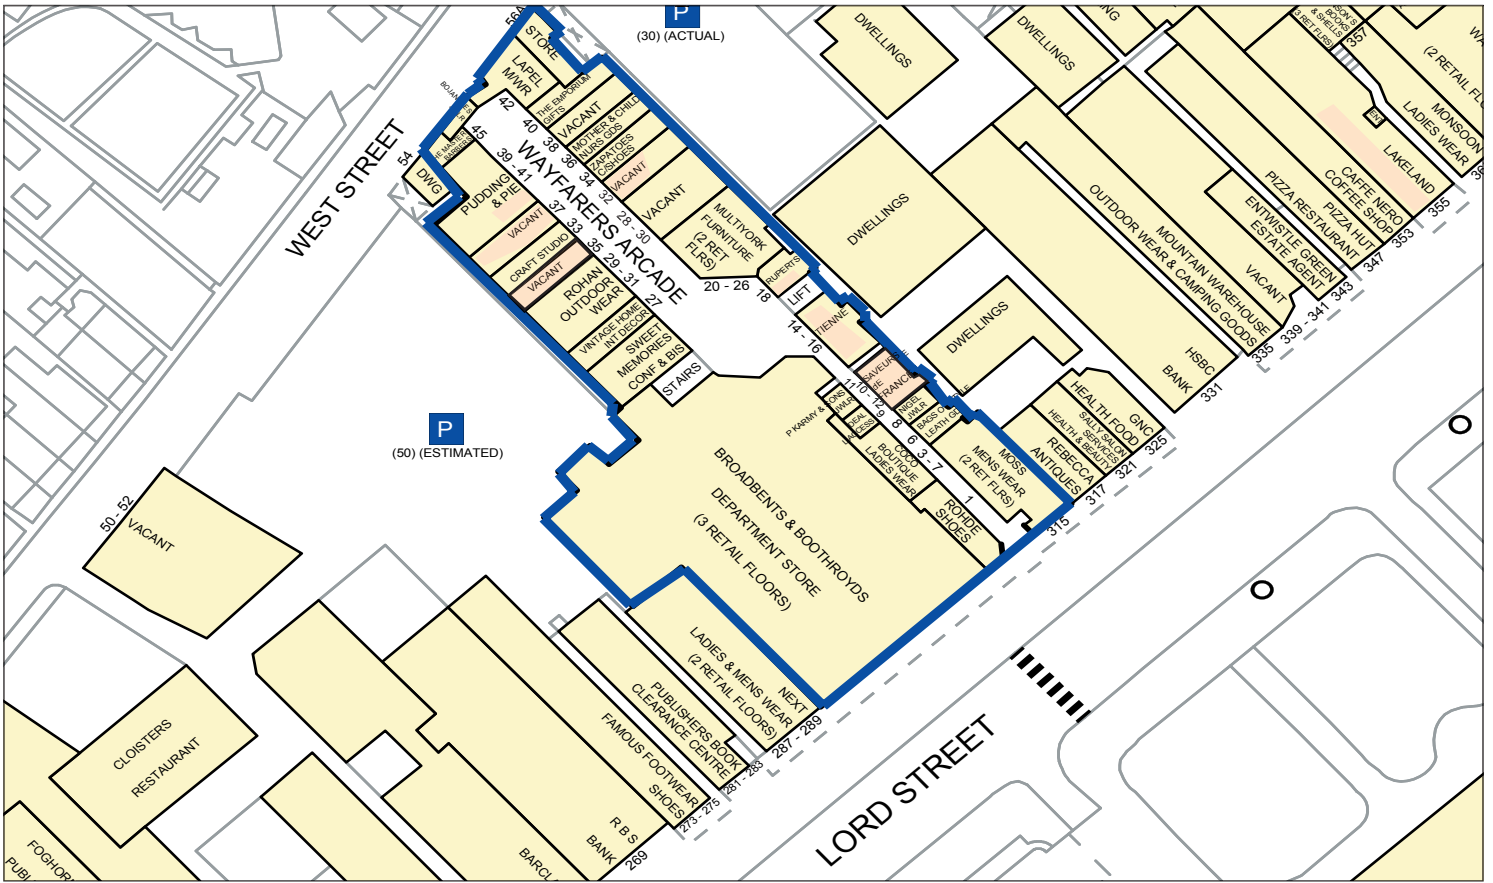 56A
P
(30) (ACTUAL)
STORE
LAPEL
M/WR
THE EMPORIUM
GIFTS
VACANT
MOTHER & CHILD
NURS GDS
ZAPATOES
C/SHOES
VACANT
VACANT
MULTIYORK
FURNITURE
(2 RET
FLRS)
RUPERTS
LIFT
42
40
38
36
34
32
28 - 30
20 - 26
18
14 - 16
45
39 - 41
37
33
35
29 - 31
27
WAYFARERS ARCADE
WEST STREET
54
DWG
PUDDING
& PIE
VACANT
CRAFT STUDIO
VACANT
ROHAN
OUTDOOR
WEAR
VINTAGE HOME
INT DECOR
SWEET
MEMORIES
CONF & BIS
STAIRS
P
(50) (ESTIMATED)
50 - 52
VACANT
DWELLINGS
DWELLINGS
DWELLINGS
DWELLINGS
10 - 12
11
9
8
6
3 - 7
1
P KARMY & SONS
JWLR
NIGEL
JWLR
COCO
BOUTIQUE
LADIES WEAR
MOSS
MENS WEAR
(2 RET FLRS)
ROHDE
SHOES
315
BROADBENTS & BOOTHROYDS
DEPARTMENT STORE
(3 RETAIL FLOORS)
NEXT
LADIES & MENS WEAR
(2 RETAIL FLOORS)
287 - 289
PUBLISHERS BOOK
CLEARANCE CENTRE
281 - 283
FAMOUS FOOTWEAR
SHOES
273 - 275
R B S
BANK
269
CLOISTERS
RESTAURANT
LORD STREET
REBECCA
ANTIQUES
317
SALLY SALON
SERVICES
HEALTH & BEAUTY
321
GNC
HEALTH FOOD
325
HSBC
BANK
331
OUTDOOR WEAR & CAMPING GOODS
MOUNTAIN WAREHOUSE
335
VACANT
339 - 341
ENTWISTLE GREEN
ESTATE AGENT
343
PIZZA HUT
PIZZA RESTAURANT
347
CAFFE NERO
COFFEE SHOP
353
LAKELAND
355
MONSOON
LADIES WEAR
357
& SHELLS
(3 RET FLRS)
(2 RETAIL FL